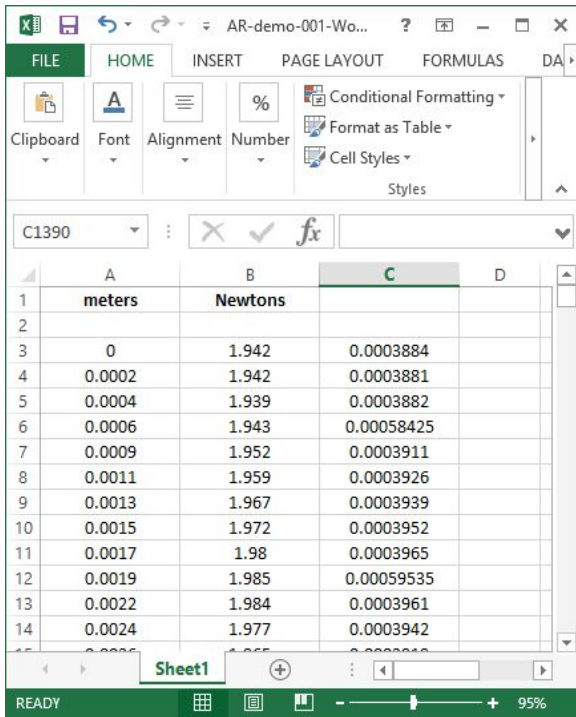 AR-demo-001-Wo... ?
FILE HOME INSERT PAGE LAYOUT FORMULAS DA
Clipboard Font Alignment Number
% Conditional Formatting
Format as Table
Cell Styles
Styles
C1390 fx
A B C D
1 meters Newtons
2
3 0 1.942 0.0003884
4 0.0002 1.942 0.0003881
5 0.0004 1.939 0.0003882
6 0.0006 1.943 0.00058425
7 0.0009 1.952 0.0003911
8 0.0011 1.959 0.0003926
9 0.0013 1.967 0.0003939
10 0.0015 1.972 0.0003952
11 0.0017 1.98 0.0003965
12 0.0019 1.985 0.00059535
13 0.0022 1.984 0.0003961
14 0.0024 1.977 0.0003942
Sheet1
READY 95%